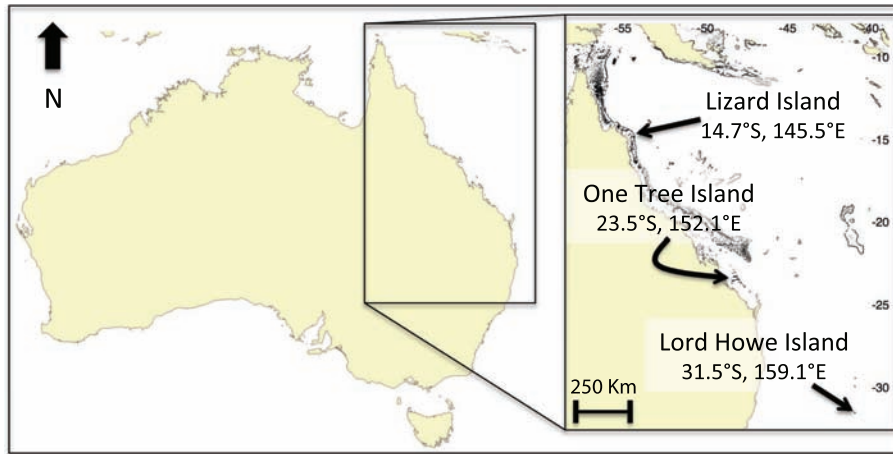 N
-55
-50
-45
-40
-10
Lizard Island
14.7°S, 145.5°E
-15
One Tree Island
23.5°S, 152.1°E
-20
-25
Lord Howe Island
31.5°S, 159.1°E
250 Km
-30